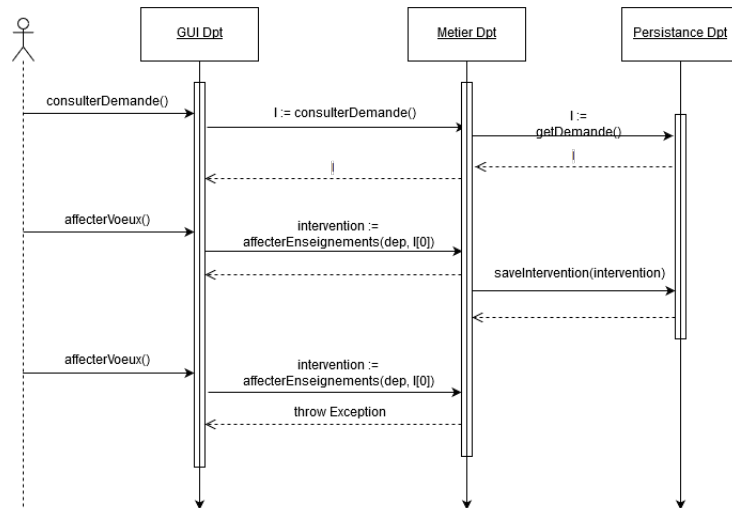 GUI Dpt
Metier Dpt
Persistance Dpt
consulterDemande()
l := consulterDemande()
l :=
getDemande()
l
l
affecterVoeux()
intervention :=
affecterEnseignements(dep, l[0])
saveIntervention(intervention)
affecterVoeux()
intervention :=
affecterEnseignements(dep, l[0])
throw Exception